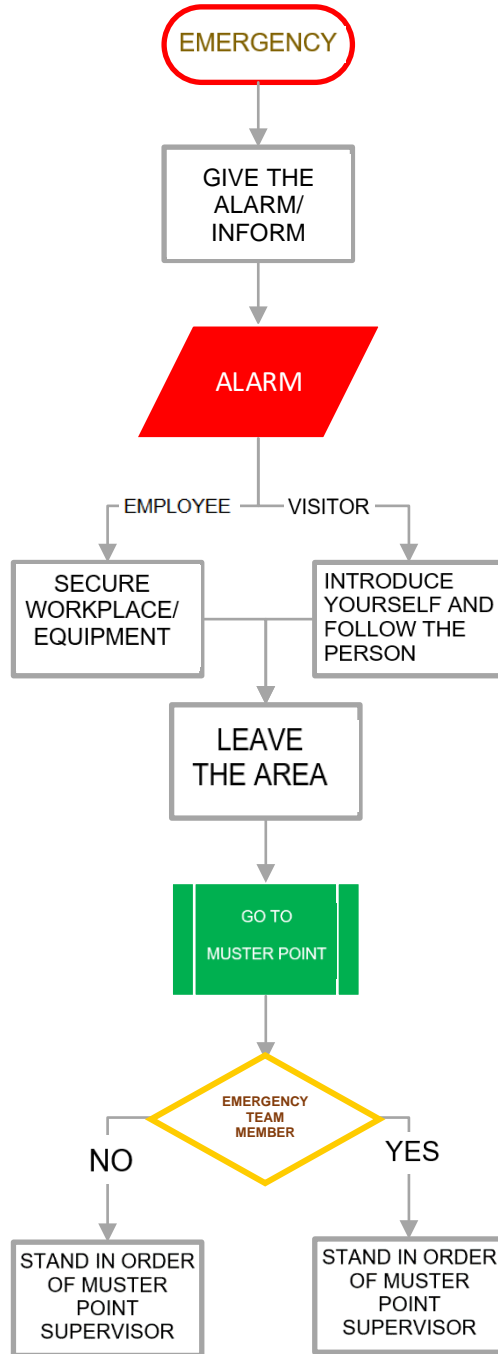 EMERGENCY
GIVE THE
ALARM/
INFORM
ALARM
EMPLOYEE
VISITOR
SECURE
WORKPLACE/
EQUIPMENT
INTRODUCE
YOURSELF AND
FOLLOW THE
PERSON
LEAVE
THE AREA
GO TO
MUSTER POINT
EMERGENCY
TEAM
MEMBER
NO
YES
STAND IN ORDER
OF MUSTER
POINT
SUPERVISOR
STAND IN ORDER
OF MUSTER
POINT
SUPERVISOR